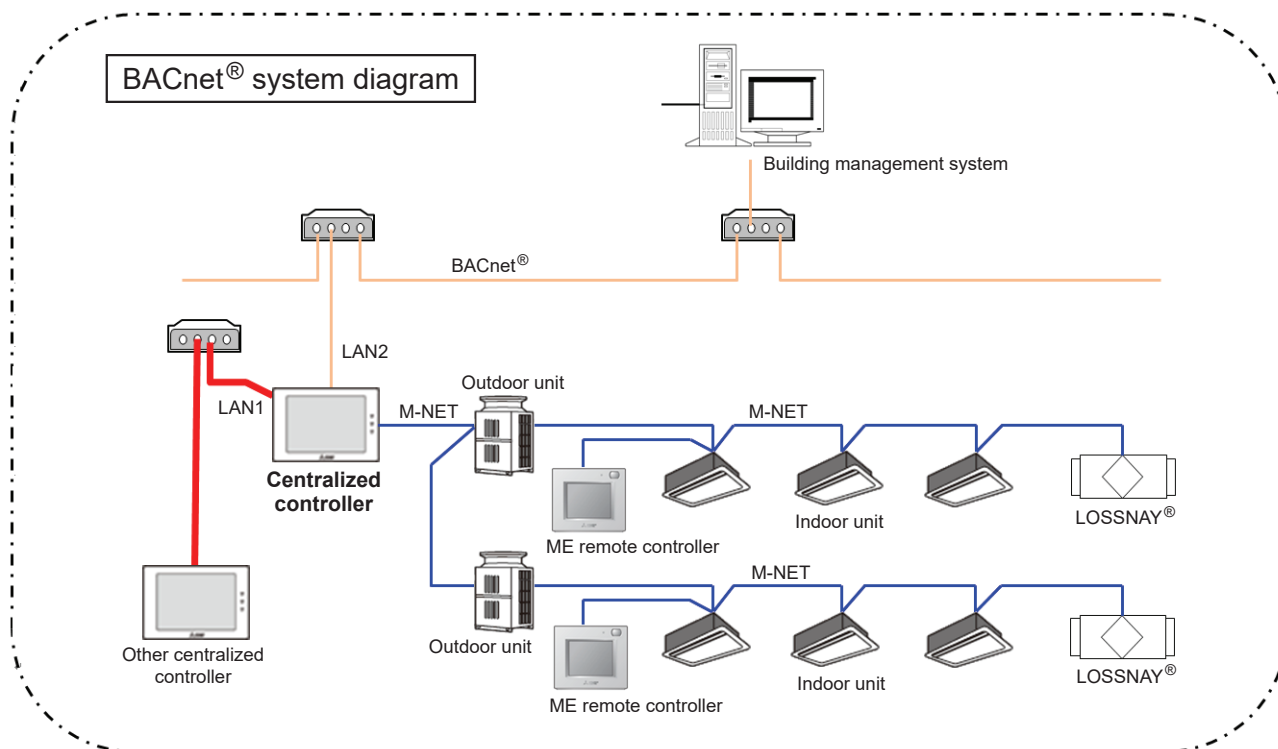 BACnet® system diagram
Building management system
BACnet®
LAN2
LAN1
Outdoor unit
M-NET
M-NET
Centralized
controller
Indoor unit
LOSSNAY®
ME remote controller
M-NET
Outdoor unit
Other centralized
controller
Indoor unit
LOSSNAY®
ME remote controller